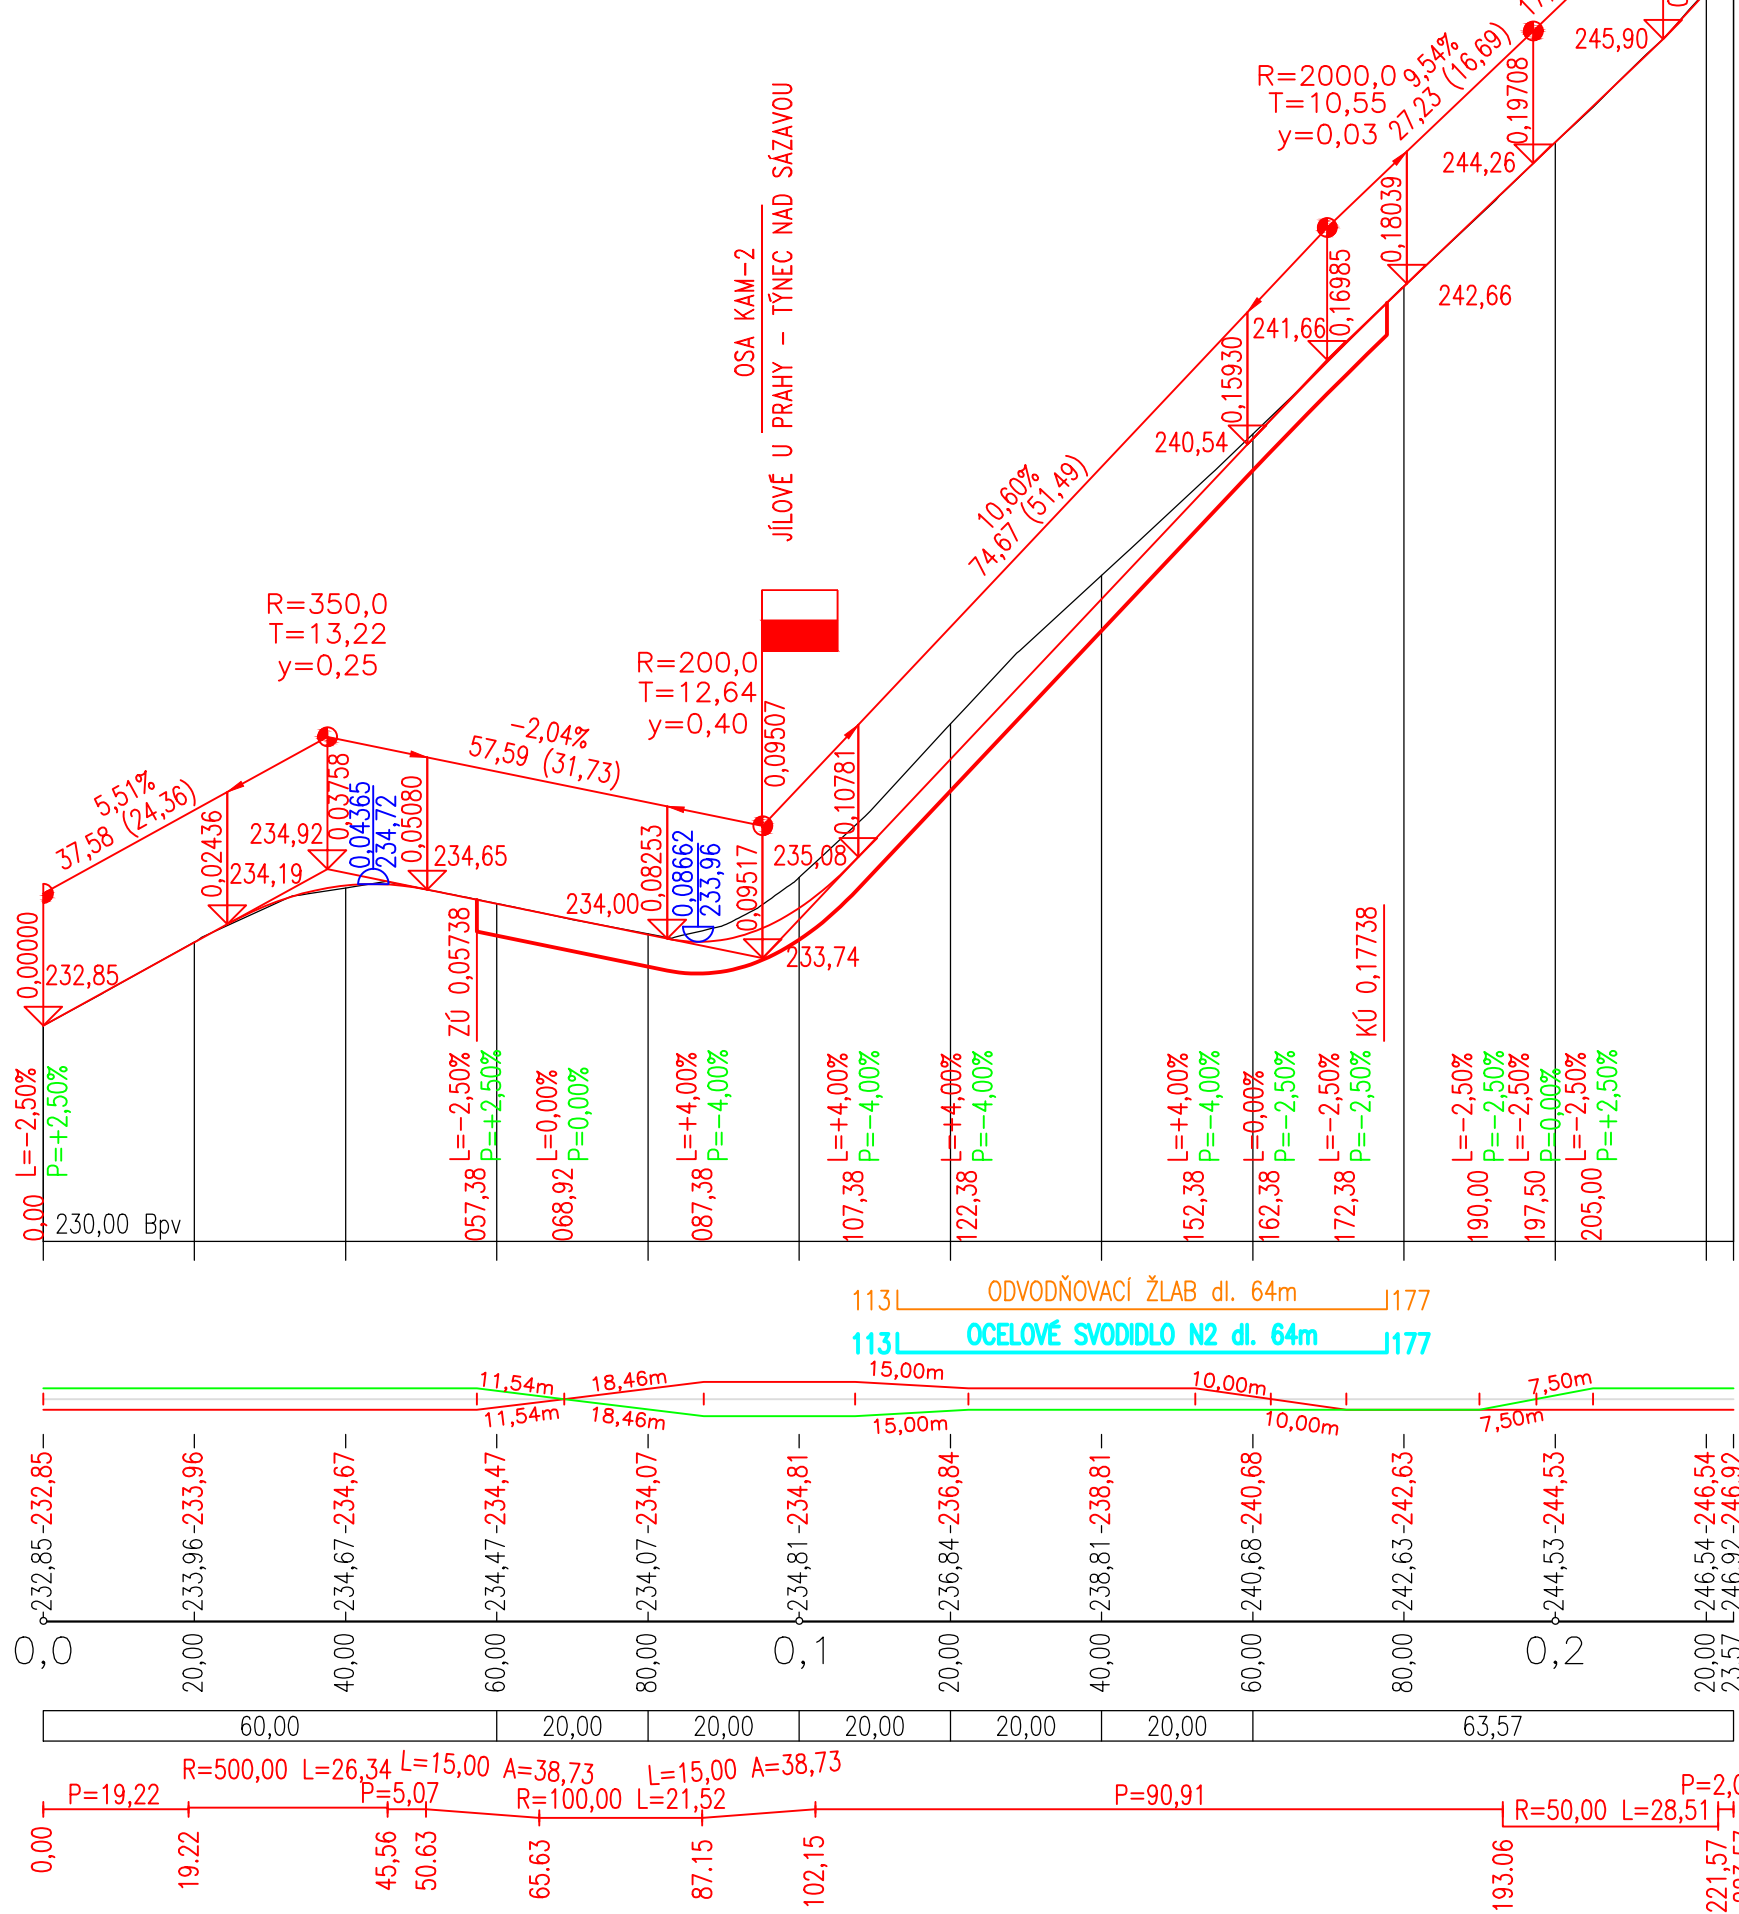 245,90
R=2000,0
T=10,55
y=0,03
9,54%
27,23 (16,69)
0,19708
244,26
0,18039
242,66
0,16985
241,66
0,15930
240,54
OSA KAM-2
JÍLOVÉ U PRAHY - TÝNEC NAD SÁZAVOU
10,60%
74,67 (51,49)
R=350,0
T=13,22
y=0,25
R=200,0
T=12,64
y=0,40
0,09507
-2,04%
57,59 (31,73)
5,51%
37,58 (24,36)
0,02436
234,92
234,19
0,03758
0,04365
234,72
0,05080
234,65
234,00
0,08253
0,08662
233,96
0,09517
235,08
0,10781
233,74
0,00000
232,85
ZÚ 0,05738
KÚ 0,17738
0,00 L=-2,50%
P=+2,50%
057,38 L=-2,50%
P=+2,50%
068,92 L=0,00%
P=0,00%
087,38 L=+4,00%
P=-4,00%
107,38 L=+4,00%
P=-4,00%
122,38 L=+4,00%
P=-4,00%
152,38 L=+4,00%
P=-4,00%
162,38 L=0,00%
P=-2,50%
172,38 L=-2,50%
P=-2,50%
190,00 L=-2,50%
P=-2,50%
197,50 L=-2,50%
P=0,00%
205,00 L=-2,50%
P=+2,50%
230,00 Bpv
113 ODVODŇOVACÍ ŽLAB dl. 64m 177
113 OCELOVÉ SVODIDLO N2 dl. 64m 177
11,54m 18,46m 15,00m 10,00m 7,50m
11,54m 18,46m 15,00m 10,00m 7,50m
232,85-232,85
233,96-233,96
234,67-234,67
234,47-234,47
234,07-234,07
234,81-234,81
236,84-236,84
238,81-238,81
240,68-240,68
242,63-242,63
244,53-244,53
246,54-246,54
246,92-246,92
0,0 20,00 40,00 60,00 80,00 0,1 20,00 40,00 60,00 80,00 0,2 20,00 23,57
60,00 20,00 20,00 20,00 20,00 20,00 63,57
P=19,22
R=500,00 L=26,34
P=5,07
L=15,00 A=38,73
R=100,00 L=21,52
L=15,00 A=38,73
P=90,91
R=50,00 L=28,51
0,00 19.22 45,56 50.63 65.63 87.15 102,15 193.06 221,57